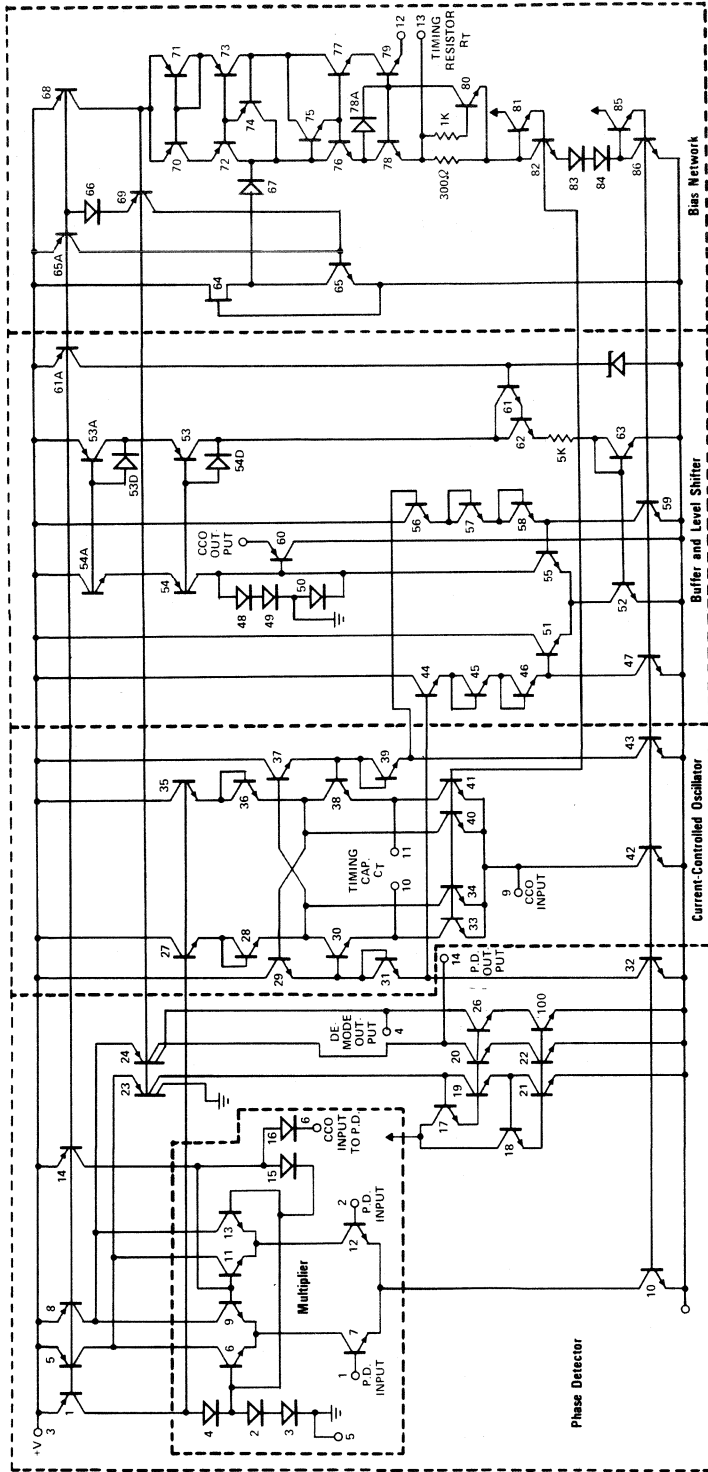 +V
3
1
5
8
14
4
2
3
5
6
9
11
13
15
16
6
CCO
INPUT
TO P.D.
Multiplier
1
P.D.
INPUT
7
12
2
P.D.
INPUT
10
Phase Detector
23
24
17
18
19
20
26
21
22
100
DE-
MODE
OUT-
PUT
4
14
P.D.
OUT
PUT
32
27
28
29
30
31
35
36
37
38
39
TIMING
CAP.
CT
10
11
33
34
40
41
9
CCO
INPUT
42
43
Current-Controlled Oscillator
54A
53A
53D
54
53
54D
61A
48
49
50
CCO
OUT-
PUT
60
44
45
46
47
51
52
55
56
57
58
59
61
62
5K
63
Buffer and Level Shifter
65A
66
68
69
64
65
67
70
71
72
73
74
75
76
77
78A
78
79
12
TIMING
RESISTOR
RT
13
300Ω
1K
80
81
82
83
84
85
86
Bias Network